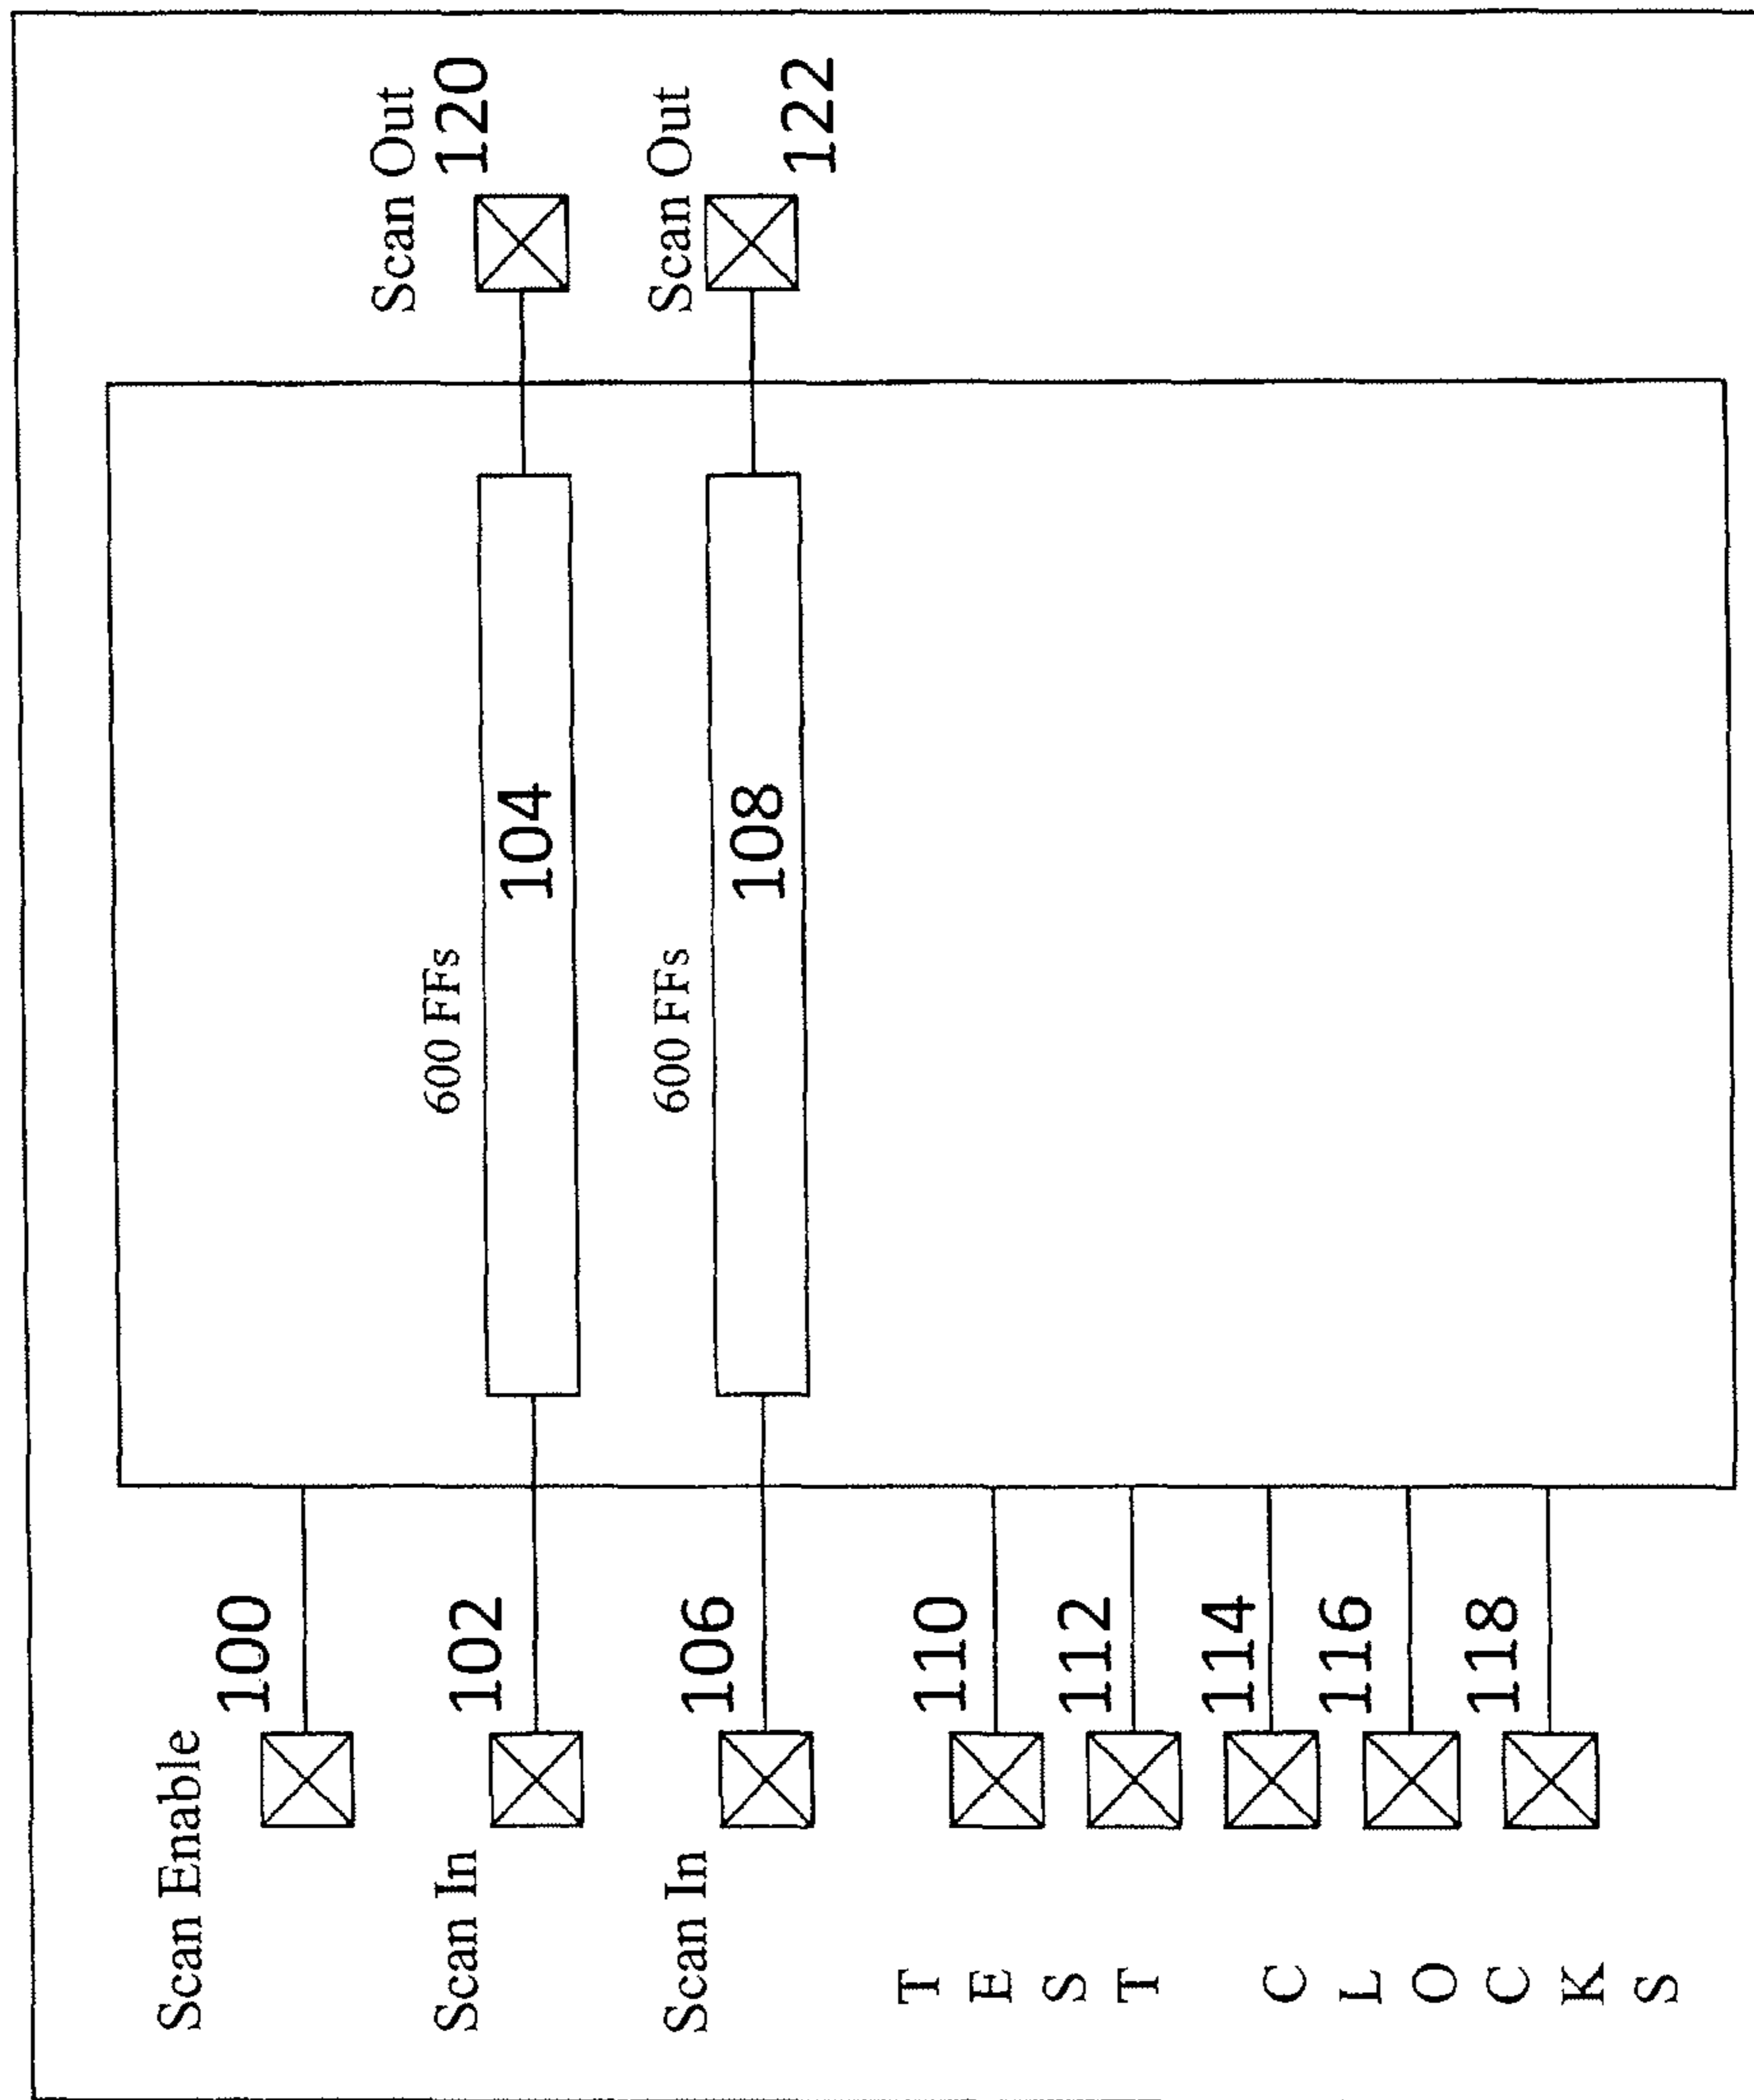 Scan Enable
100
Scan In
102
600 FFs
104
Scan Out
120
Scan In
106
600 FFs
108
Scan Out
122
TEST CLOCKS
110
112
114
116
118